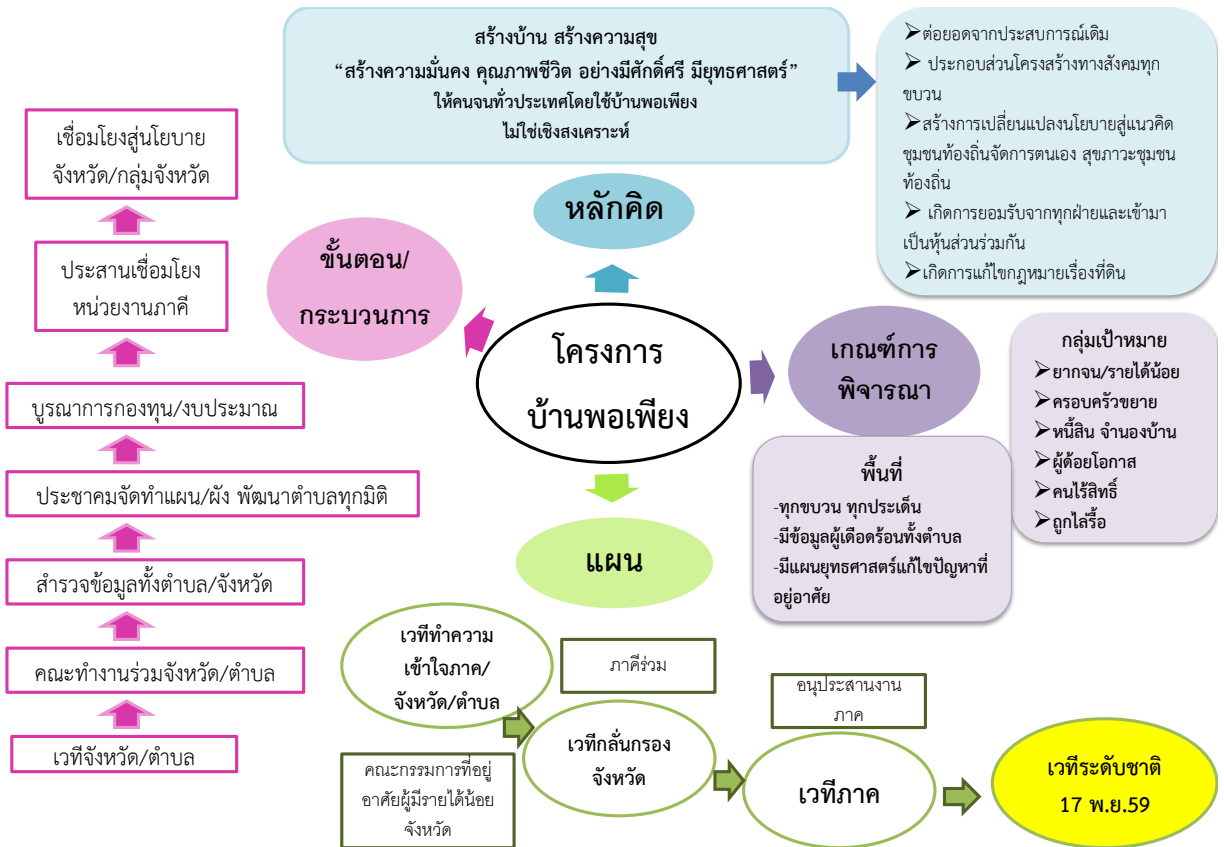 สร้างบ้าน สร้างความสุข
“สร้างความมั่นคง คุณภาพชีวิต อย่างมีศักดิ์ศรี มียุทธศาสตร์”
ให้คนจนทั่วประเทศโดยใช้บ้านพอเพียง
ไม่ใช่เชิงสงเคราะห์
ต่อยอดจากประสบการณ์เดิม
ประกอบส่วนโครงสร้างทางสังคมทุก
ขบวน
สร้างการเปลี่ยนแปลงนโยบายสู่แนวคิด
ชุมชนท้องถิ่นจัดการตนเอง สุขภาวะชุมชน
ท้องถิ่น
เกิดการยอมรับจากทุกฝ่ายและเข้ามา
เป็นหุ้นส่วนร่วมกัน
เกิดการแก้ไขกฎหมายเรื่องที่ดิน
หลักคิด
ขั้นตอน/
กระบวนการ
โครงการ
บ้านพอเพียง
เกณฑ์การ
พิจารณา
กลุ่มเป้าหมาย
ยากจน/รายได้น้อย
ครอบครัวขยาย
หนี้สิน จำนองบ้าน
ผู้ด้อยโอกาส
คนไร้สิทธิ์
ถูกไล่รื้อ
พื้นที่
-ทุกขบวน ทุกประเด็น
-มีข้อมูลผู้เดือดร้อนทั้งตำบล
-มีแผนยุทธศาสตร์แก้ไขปัญหาที่
อยู่อาศัย
แผน
เชื่อมโยงสู่นโยบาย
จังหวัด/กลุ่มจังหวัด
ประสานเชื่อมโยง
หน่วยงานภาคี
บูรณาการกองทุน/งบประมาณ
ประชาคมจัดทำแผน/ผัง พัฒนาตำบลทุกมิติ
สำรวจข้อมูลทั้งตำบล/จังหวัด
คณะทำงานร่วมจังหวัด/ตำบล
เวทีจังหวัด/ตำบล
เวทีทำความ
เข้าใจภาค/
จังหวัด/ตำบล
คณะกรรมการที่อยู่
อาศัยผู้มีรายได้น้อย
จังหวัด
ภาคีร่วม
เวทีกลั่นกรอง
จังหวัด
อนุประสานงาน
ภาค
เวทีภาค
เวทีระดับชาติ
17 พ.ย.59